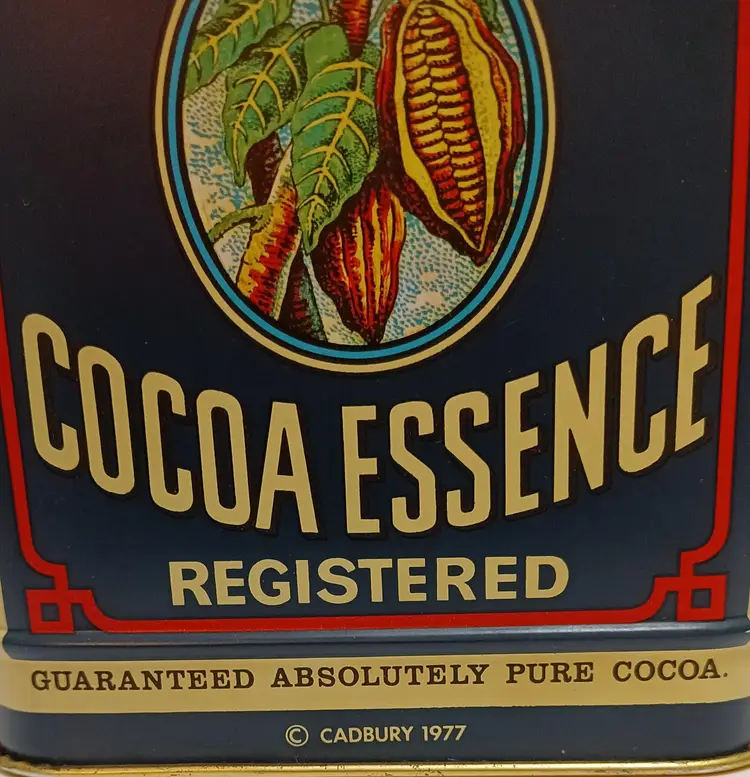 COCOA ESSENCE
REGISTERED
GUARANTEED ABSOLUTELY PURE COCOA.
© CADBURY 1977